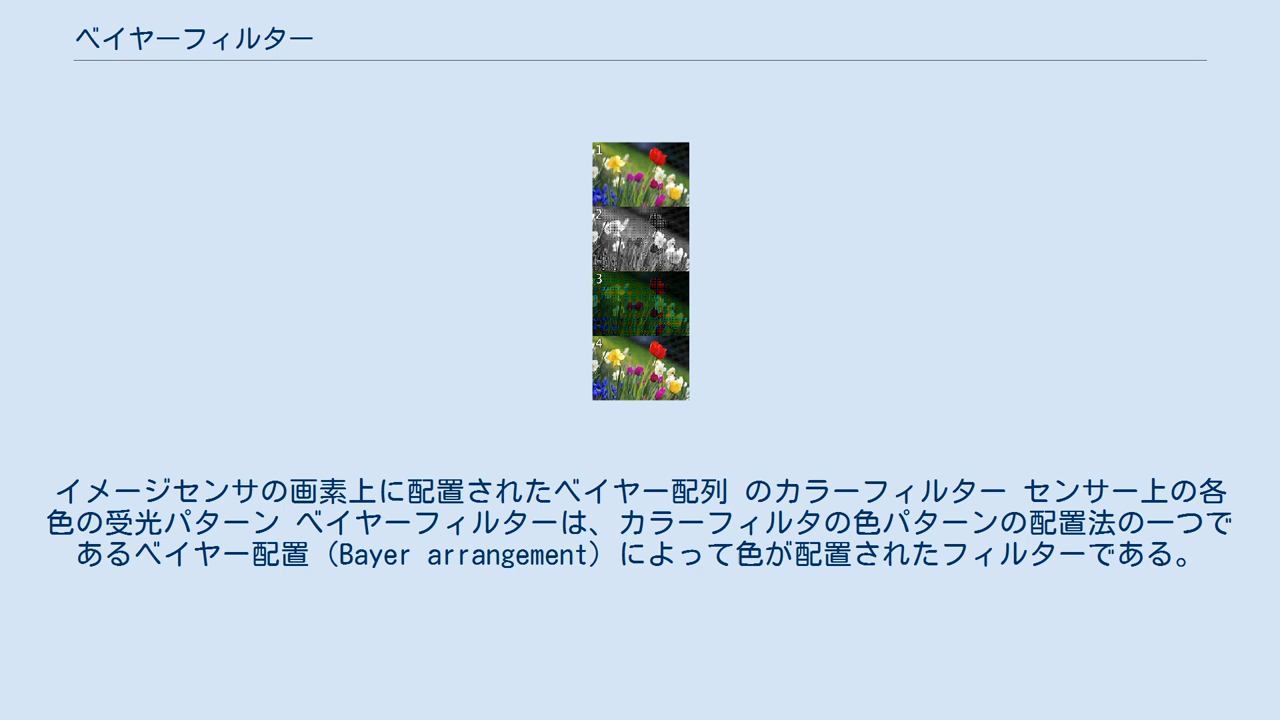 ベイヤーフィルター
1
2
3
4
イメージセンサの画素上に配置されたベイヤー配列 のカラーフィルター センサー上の各
色の受光パターン ベイヤーフィルターは、カラーフィルタの色パターンの配置法の一つで
あるベイヤー配置（Bayer arrangement）によって色が配置されたフィルターである。